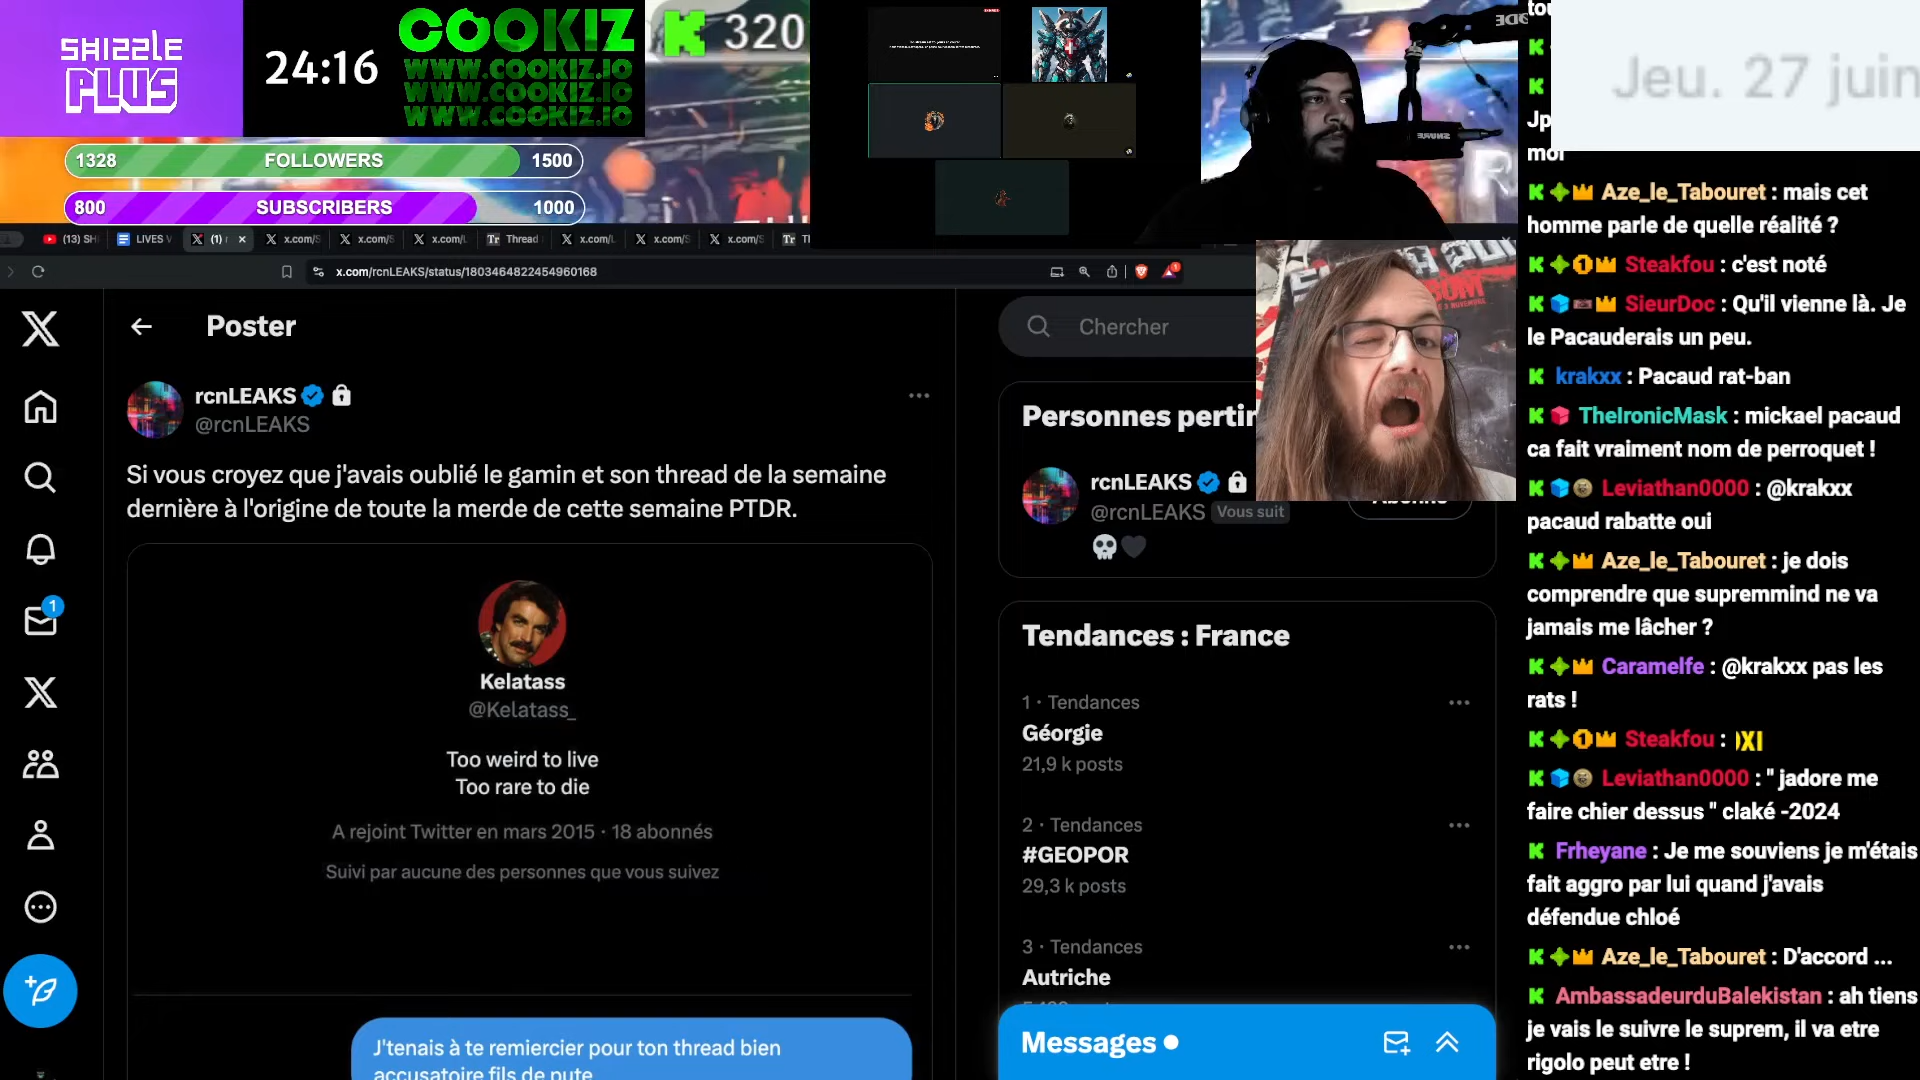 SHIZZLE
PLUS
24:16
COOKIZ
WWW.COOKIZ.IO
WWW.COOKIZ.IO
WWW.COOKIZ.IO
320
1328 FOLLOWERS 1500
800 SUBSCRIBERS 1000
Jeu. 27 juin
(13) SH
LIVES V
(1)
x.com/S
x.com/S
x.com/L
Thread
x.com/L
x.com/S
x.com/S
x.com/rcnLEAKS/status/1803464822454960168
Poster
rcnLEAKS
@rcnLEAKS
Si vous croyez que j'avais oublié le gamin et son thread de la semaine
dernière à l'origine de toute la merde de cette semaine PTDR.
Kelatass
@Kelatass_
Too weird to live
Too rare to die
A rejoint Twitter en mars 2015 · 18 abonnés
Suivi par aucune des personnes que vous suivez
J'tenais à te remiercier pour ton thread bien
accusatoire fils de pute
1
Chercher
Personnes pertin
rcnLEAKS
@rcnLEAKS Vous suit
💀🖤
Tendances : France
1 · Tendances
Géorgie
21,9 k posts
2 · Tendances
#GEOPOR
29,3 k posts
3 · Tendances
Autriche
Messages
SHURE
tou
Jp
moi
Aze_le_Tabouret : mais cet
homme parle de quelle réalité ?
Steakfou : c'est noté
SieurDoc : Qu'il vienne là. Je
le Pacauderais un peu.
krakxx : Pacaud rat-ban
TheIronicMask : mickael pacaud
ca fait vraiment nom de perroquet !
Leviathan0000 : @krakxx
pacaud rabatte oui
Aze_le_Tabouret : je dois
comprendre que supremmind ne va
jamais me lâcher ?
Caramelfe : @krakxx pas les
rats !
Steakfou :
Leviathan0000 : " jadore me
faire chier dessus " claké -2024
Frheyane : Je me souviens je m'étais
fait aggro par lui quand j'avais
défendue chloé
Aze_le_Tabouret : D'accord ...
AmbassadeurduBalekistan : ah tiens
je vais le suivre le suprem, il va etre
rigolo peut etre !